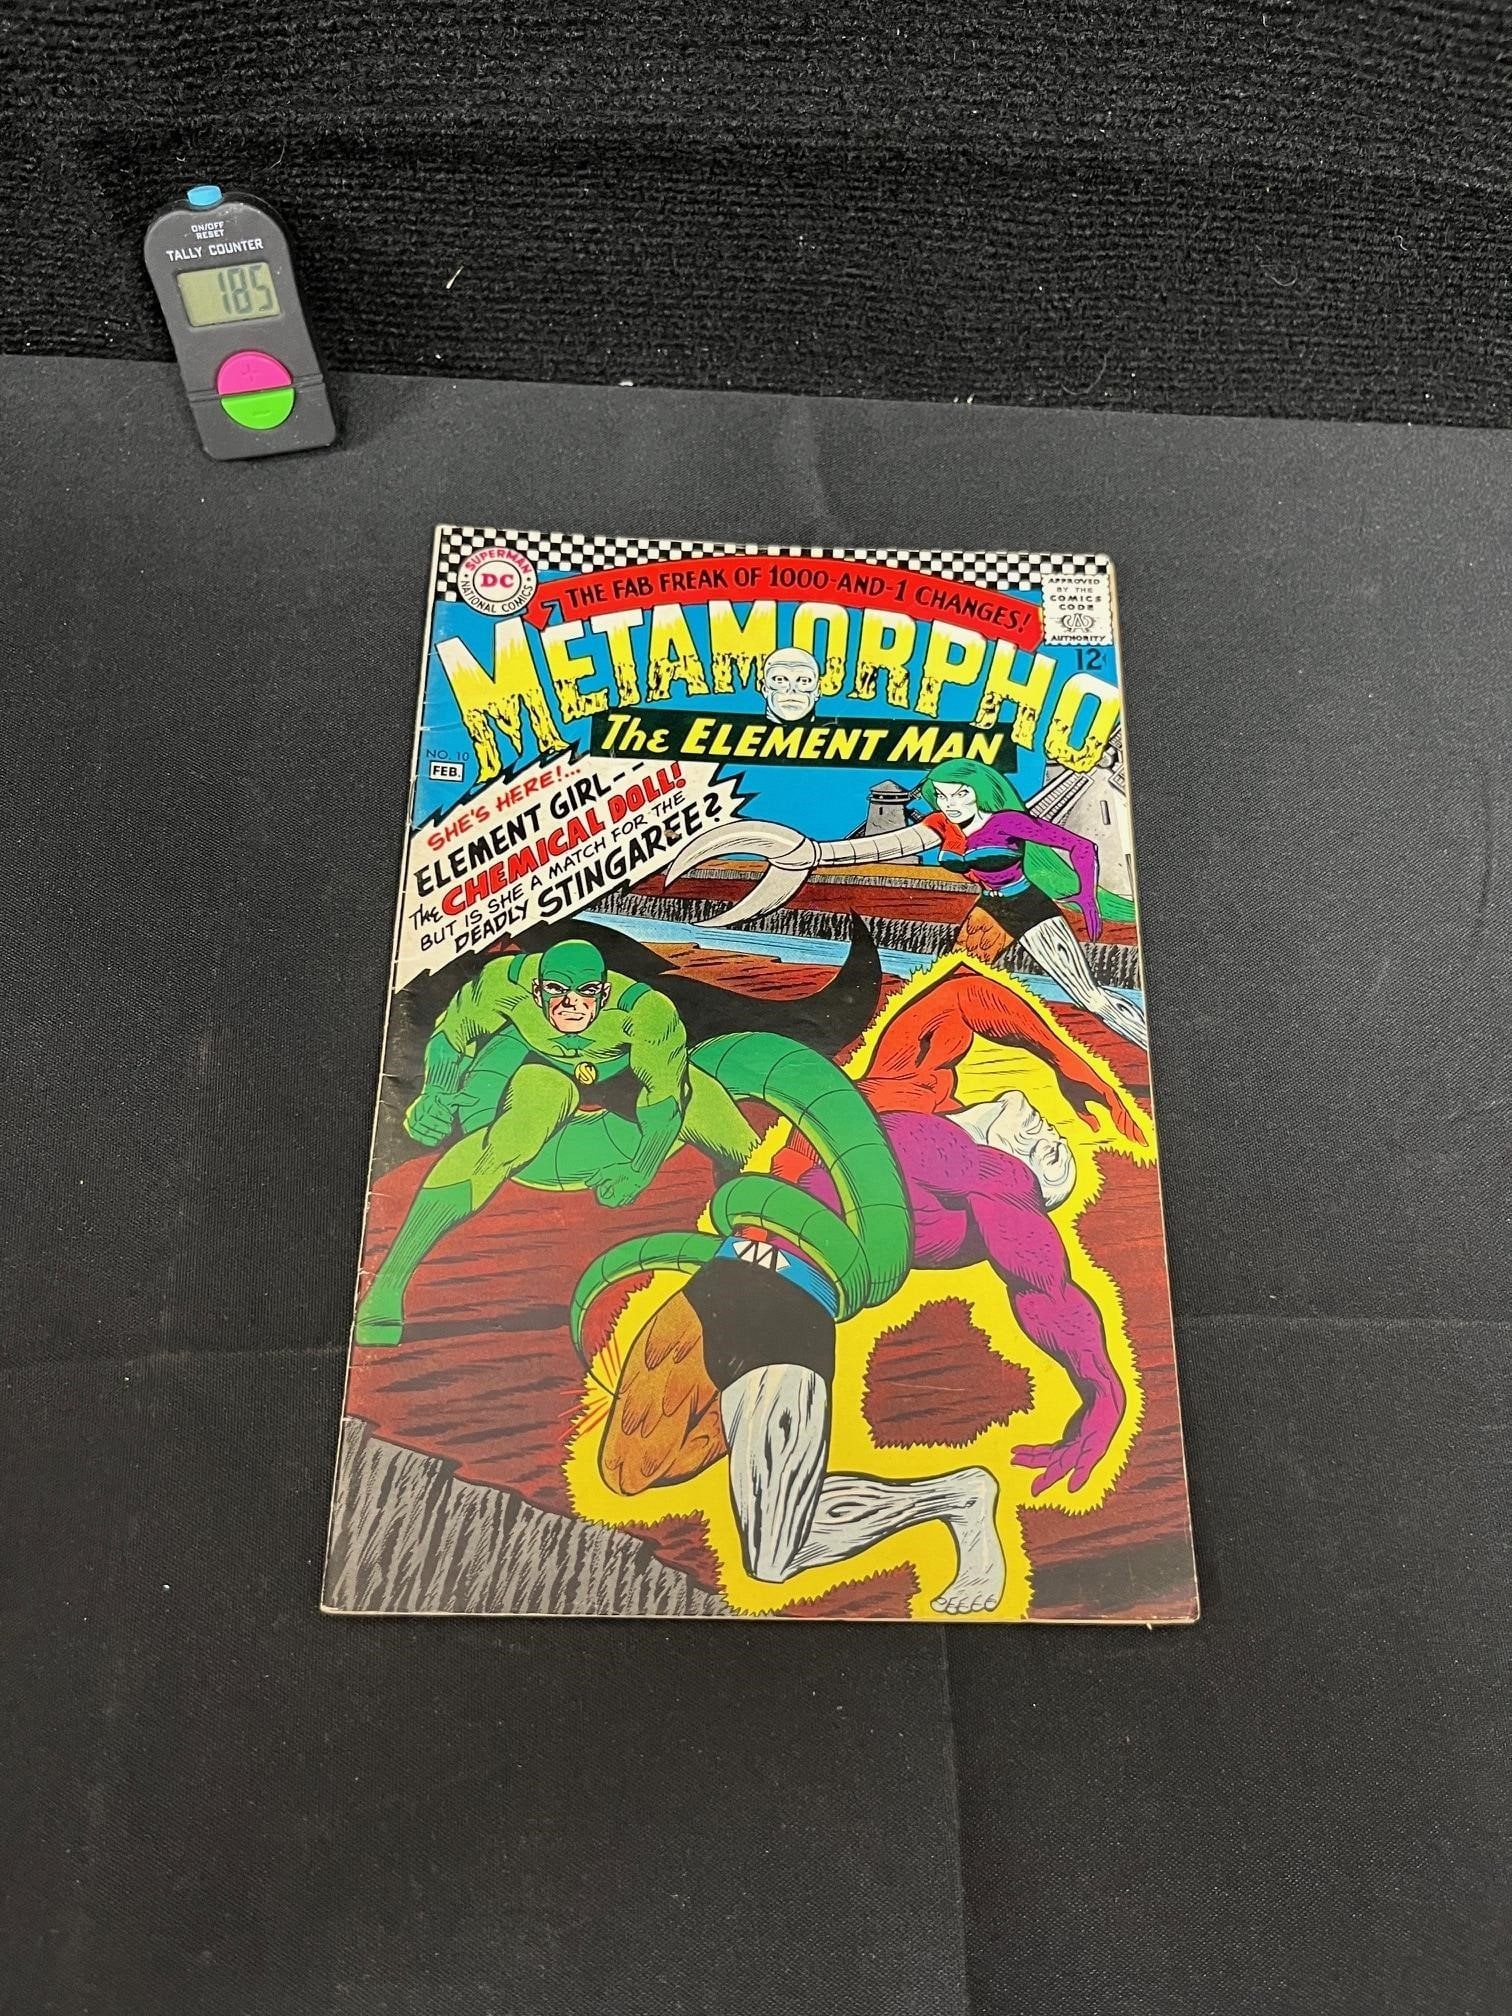 ON/OFF
RESET
TALLY COUNTER
185
+
−
SUPERMAN
DC
NATIONAL COMICS
THE FAB FREAK OF 1000-AND-1 CHANGES!
APPROVED
BY THE
COMICS
CODE
CA
AUTHORITY
METAMORPHO
12¢
The ELEMENT MAN
NO. 10
FEB.
SHE'S HERE!...
ELEMENT GIRL--
The CHEMICAL DOLL!
BUT IS SHE A MATCH FOR THE
DEADLY STINGAREE?
S
M